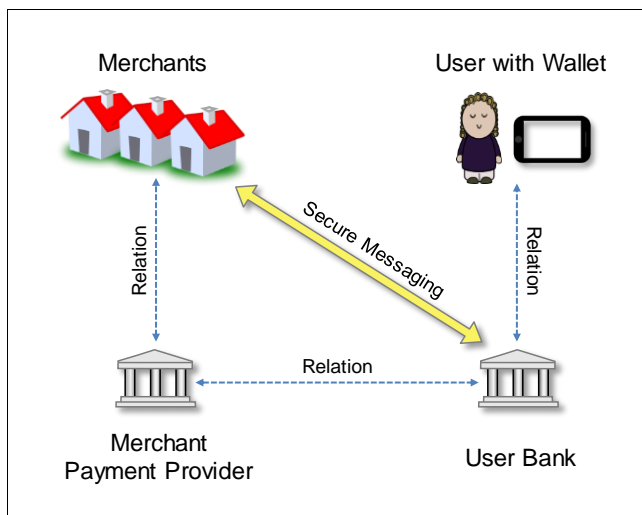 Merchants
User with Wallet
Secure Messaging
Relation
Relation
Relation
Merchant
Payment Provider
User Bank